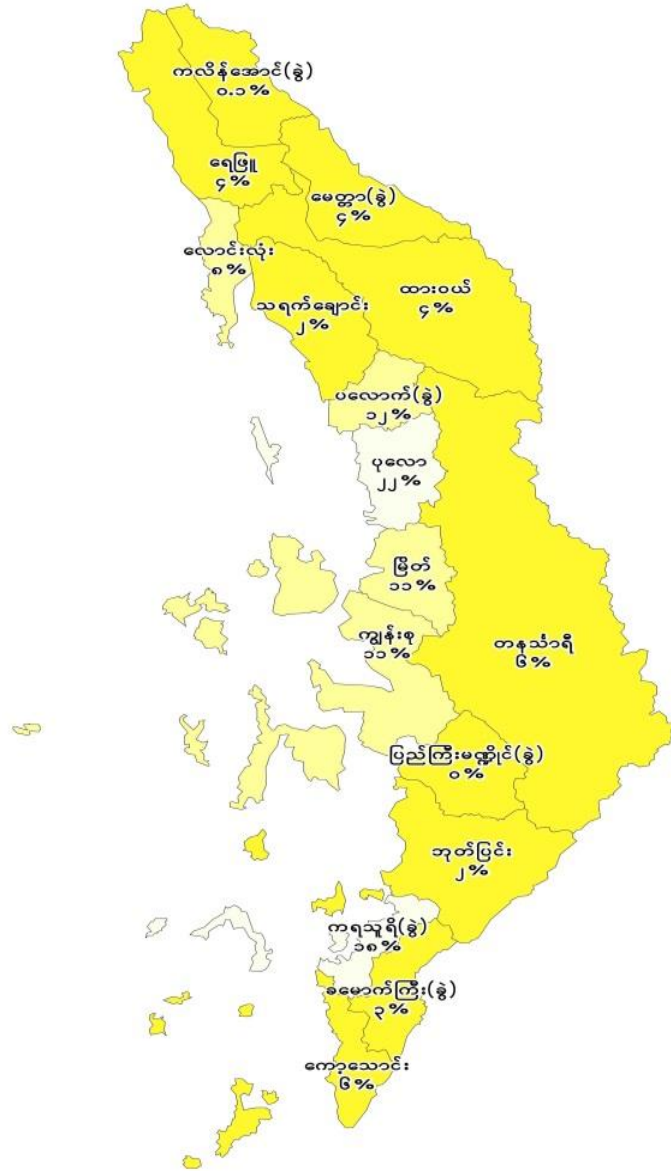 ကလိန်အောင်(ခွဲ)
၀.၁%
ရေဖြူ
၄%
မေတ္တာ(ခွဲ)
၄%
လောင်းလုံး
၈%
ထားဝယ်
၄%
သရက်ချောင်း
၂%
ပလောက်(ခွဲ)
၁၂%
ပုလော
၂၂%
မြိတ်
၁၁%
ကျွန်းစု
၁၁%
တနင်္သာရီ
၆%
ပြည်ကြီးမဏ္ဍိုင်(ခွဲ)
၀%
ဘုတ်ပြင်း
၂%
ကရသူရိ(ခွဲ)
၁၈%
ခမောက်ကြီး(ခွဲ)
၃%
ကော့သောင်း
၆%